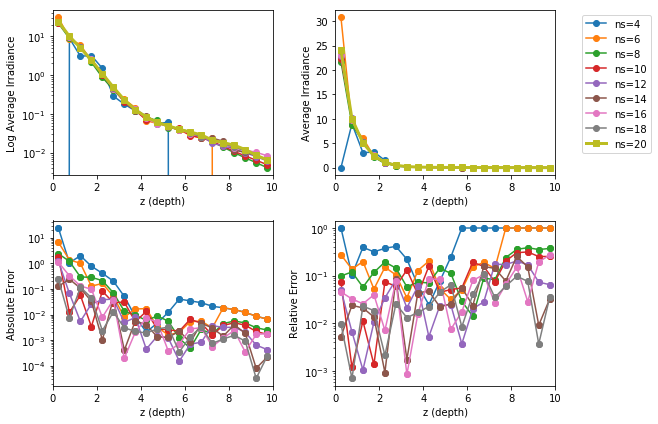 Log Average Irradiance
10¹
10⁰
10⁻¹
10⁻²
0 2 4 6 8 10
z (depth)
Average Irradiance
30
25
20
15
10
5
0
0 2 4 6 8 10
z (depth)
ns=4
ns=6
ns=8
ns=10
ns=12
ns=14
ns=16
ns=18
ns=20
Absolute Error
10¹
10⁰
10⁻¹
10⁻²
10⁻³
10⁻⁴
0 2 4 6 8 10
z (depth)
Relative Error
10⁰
10⁻¹
10⁻²
10⁻³
0 2 4 6 8 10
z (depth)